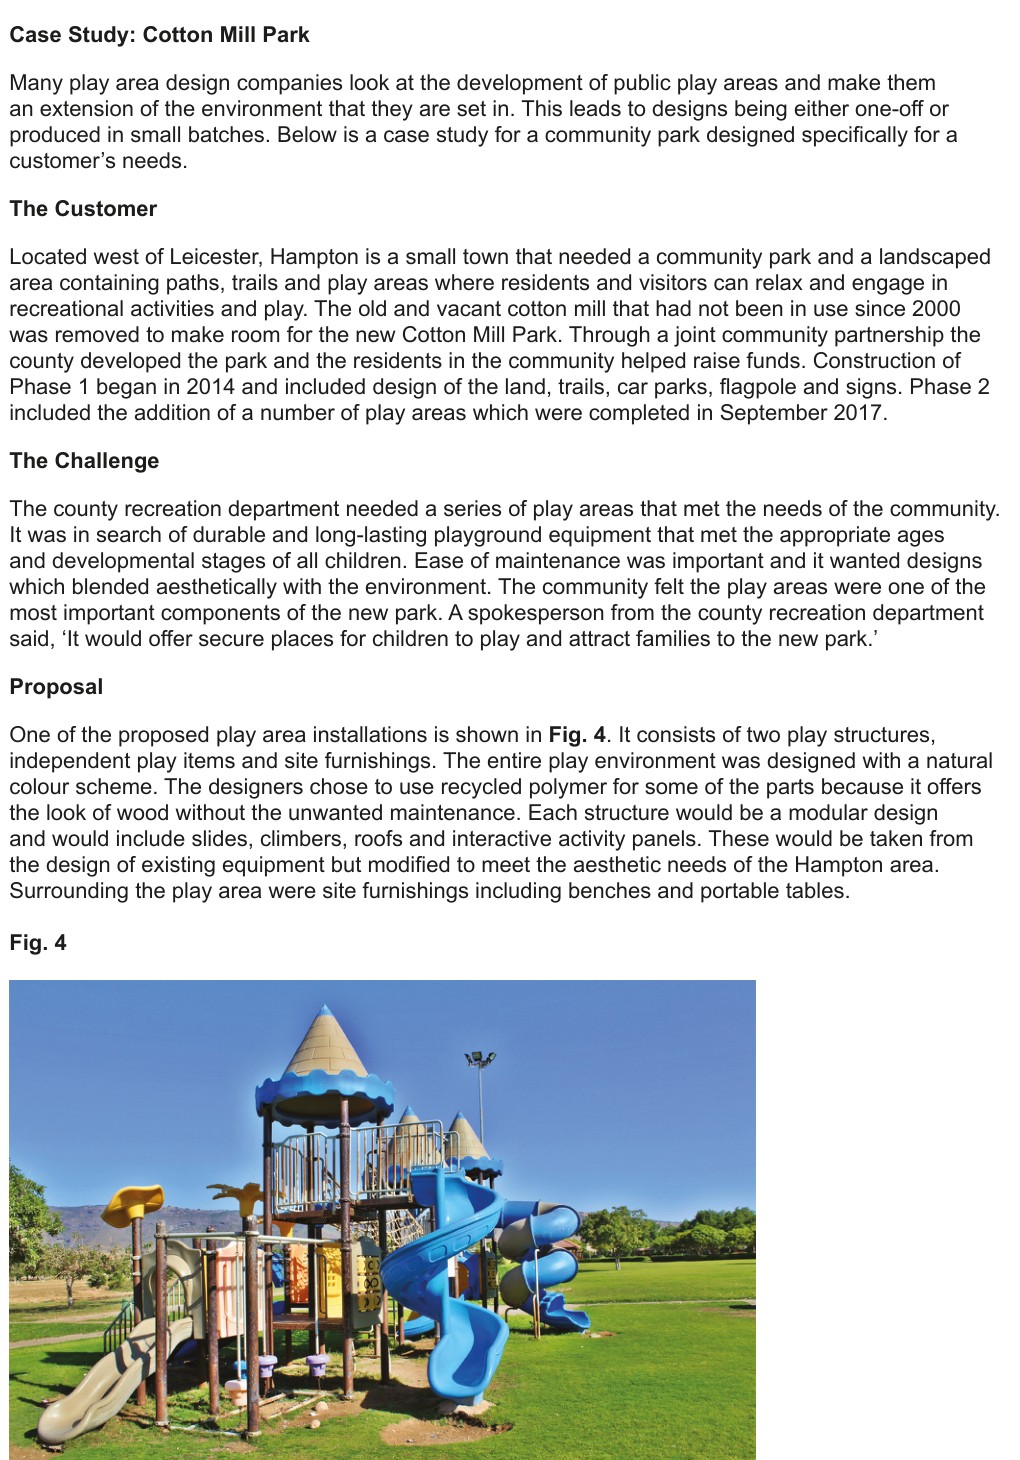 Case Study: Cotton Mill Park
Many play area design companies look at the development of public play areas and make them
an extension of the environment that they are set in. This leads to designs being either one-off or
produced in small batches. Below is a case study for a community park designed specifically for a
customer’s needs.
The Customer
Located west of Leicester, Hampton is a small town that needed a community park and a landscaped
area containing paths, trails and play areas where residents and visitors can relax and engage in
recreational activities and play. The old and vacant cotton mill that had not been in use since 2000
was removed to make room for the new Cotton Mill Park. Through a joint community partnership the
county developed the park and the residents in the community helped raise funds. Construction of
Phase 1 began in 2014 and included design of the land, trails, car parks, flagpole and signs. Phase 2
included the addition of a number of play areas which were completed in September 2017.
The Challenge
The county recreation department needed a series of play areas that met the needs of the community.
It was in search of durable and long-lasting playground equipment that met the appropriate ages
and developmental stages of all children. Ease of maintenance was important and it wanted designs
which blended aesthetically with the environment. The community felt the play areas were one of the
most important components of the new park. A spokesperson from the county recreation department
said, ‘It would offer secure places for children to play and attract families to the new park.’
Proposal
One of the proposed play area installations is shown in Fig. 4. It consists of two play structures,
independent play items and site furnishings. The entire play environment was designed with a natural
colour scheme. The designers chose to use recycled polymer for some of the parts because it offers
the look of wood without the unwanted maintenance. Each structure would be a modular design
and would include slides, climbers, roofs and interactive activity panels. These would be taken from
the design of existing equipment but modified to meet the aesthetic needs of the Hampton area.
Surrounding the play area were site furnishings including benches and portable tables.
Fig. 4